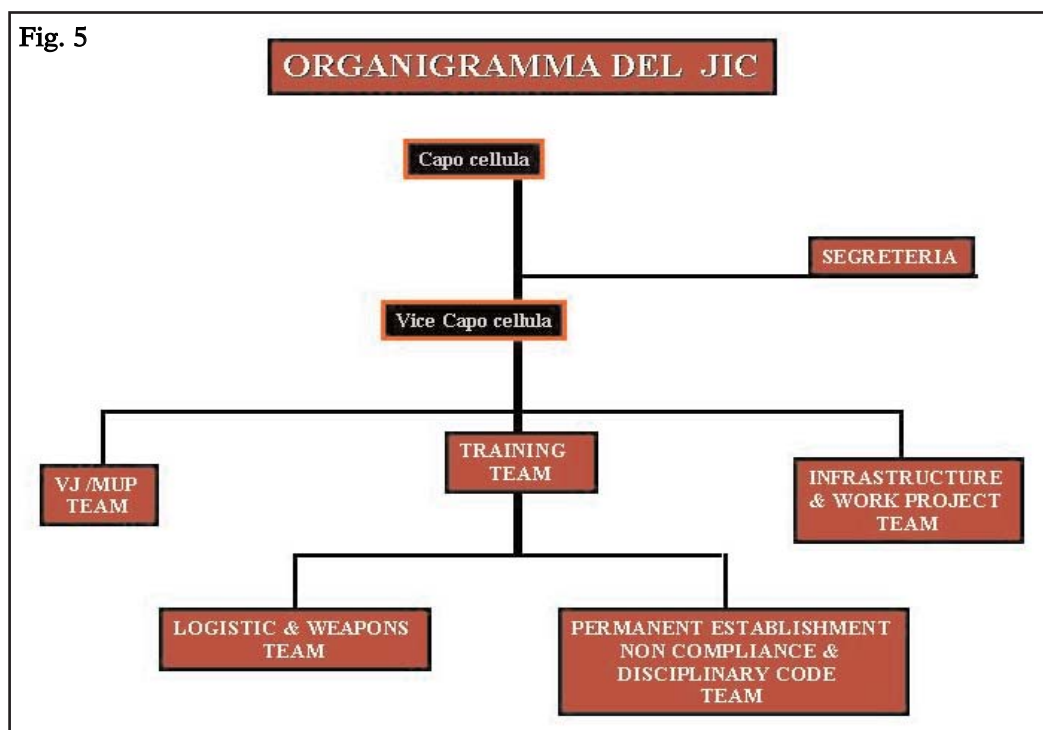 Fig. 5
ORGANIGRAMMA DEL JIC
Capo cellula
SEGRETERIA
Vice Capo cellula
VJ /MUP
TEAM
TRAINING
TEAM
INFRASTRUCTURE
& WORK PROJECT
TEAM
LOGISTIC & WEAPONS
TEAM
PERMANENT ESTABLISHMENT
NON COMPLIANCE &
DISCIPLINARY CODE
TEAM